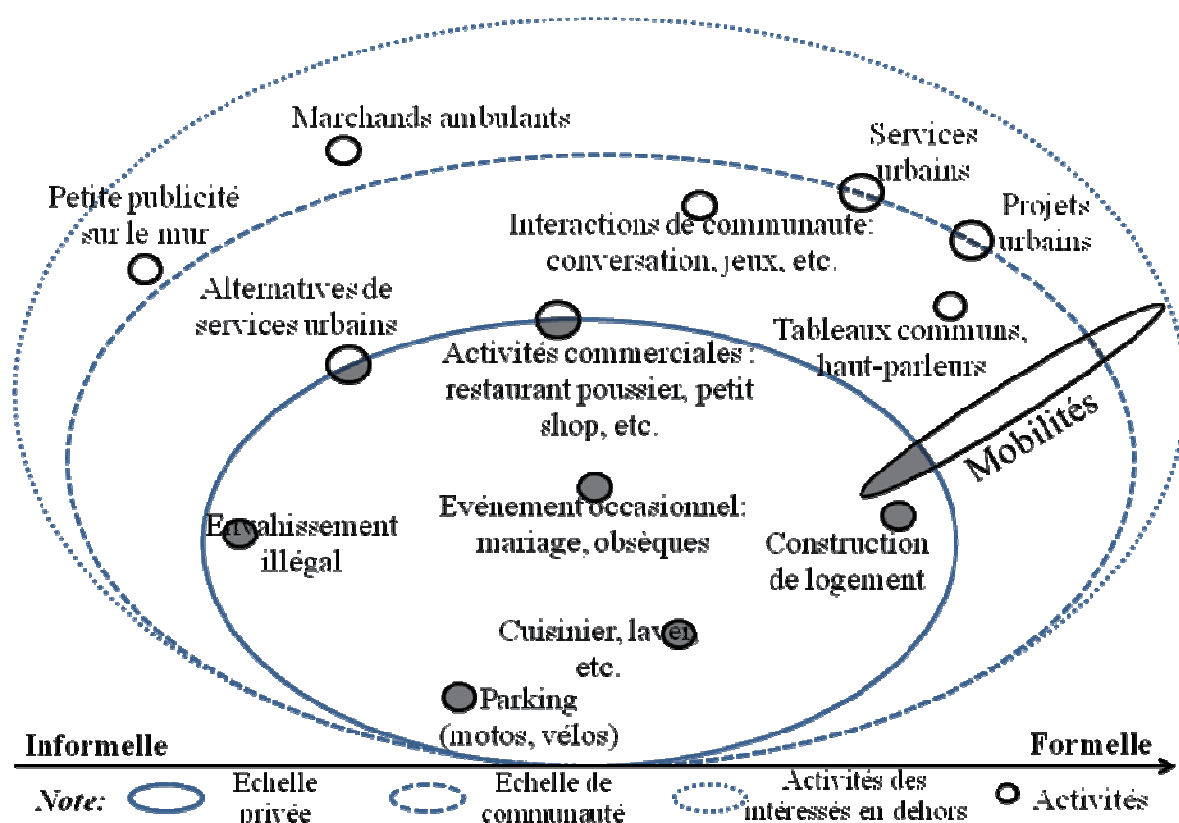 Marchands ambulants
Services
urbains
Petite publicité
sur le mur
Projets
urbains
Interactions de communauté:
conversation, jeux, etc.
Alternatives de
services urbains
Tableaux communs,
haut-parleurs
Activités commerciales :
restaurant poussier, petit
shop, etc.
Mobilités
Evénement occasionnel:
mariage, obsèques
Envahissement
illégal
Construction
de logement
Cuisinier, laver,
etc.
Parking
(motos, vélos)
Informelle
Formelle
Note:
Echelle
privée
Echelle de
communauté
Activités des
intéressés en dehors
Activités